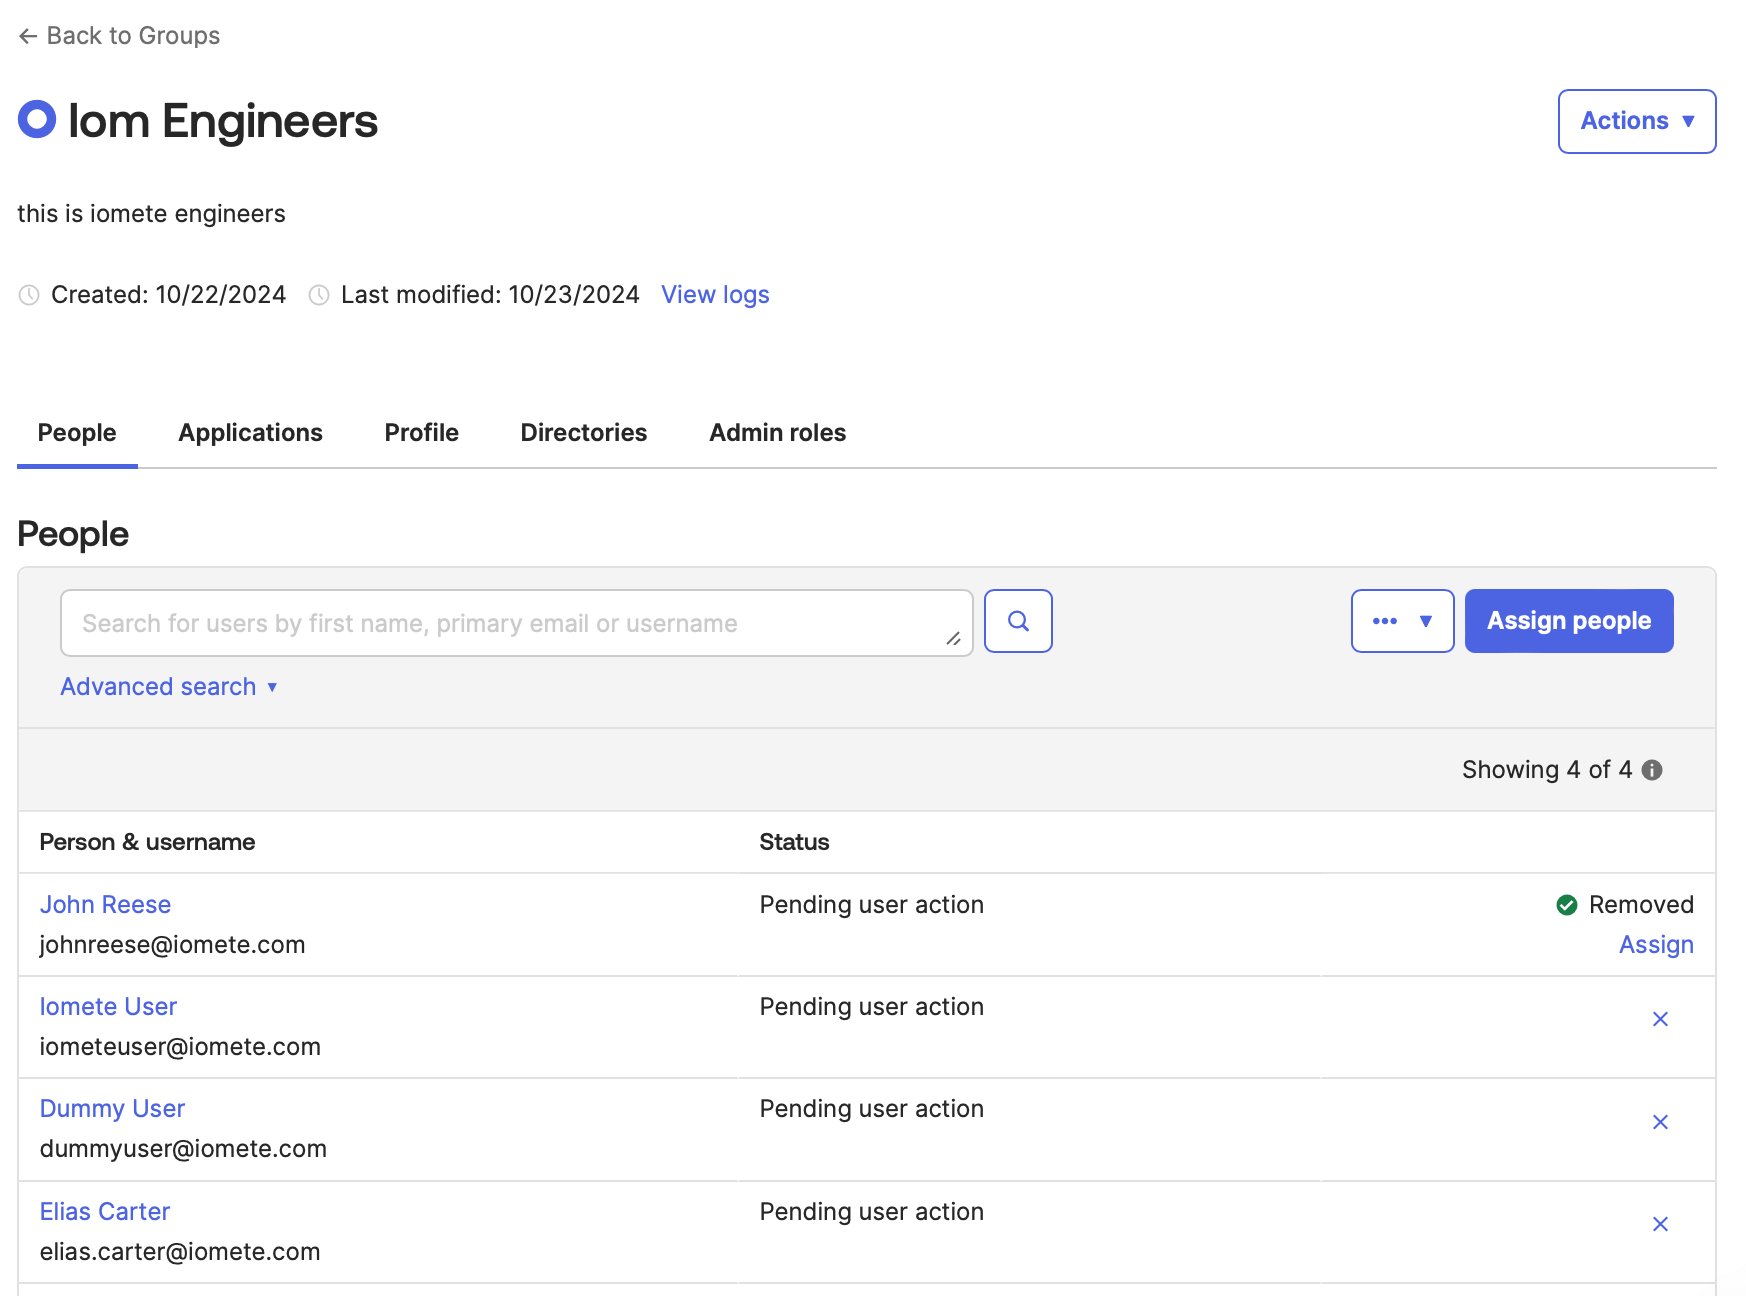 ← Back to Groups
Iom Engineers
Actions ▼
this is iomete engineers
Created: 10/22/2024 Last modified: 10/23/2024 View logs
People Applications Profile Directories Admin roles
People
Search for users by first name, primary email or username
••• ▼ Assign people
Advanced search ▼
Showing 4 of 4
Person & username Status
John Reese Pending user action Removed
johnreese@iomete.com Assign
Iomete User Pending user action
iometeuser@iomete.com
Dummy User Pending user action
dummyuser@iomete.com
Elias Carter Pending user action
elias.carter@iomete.com